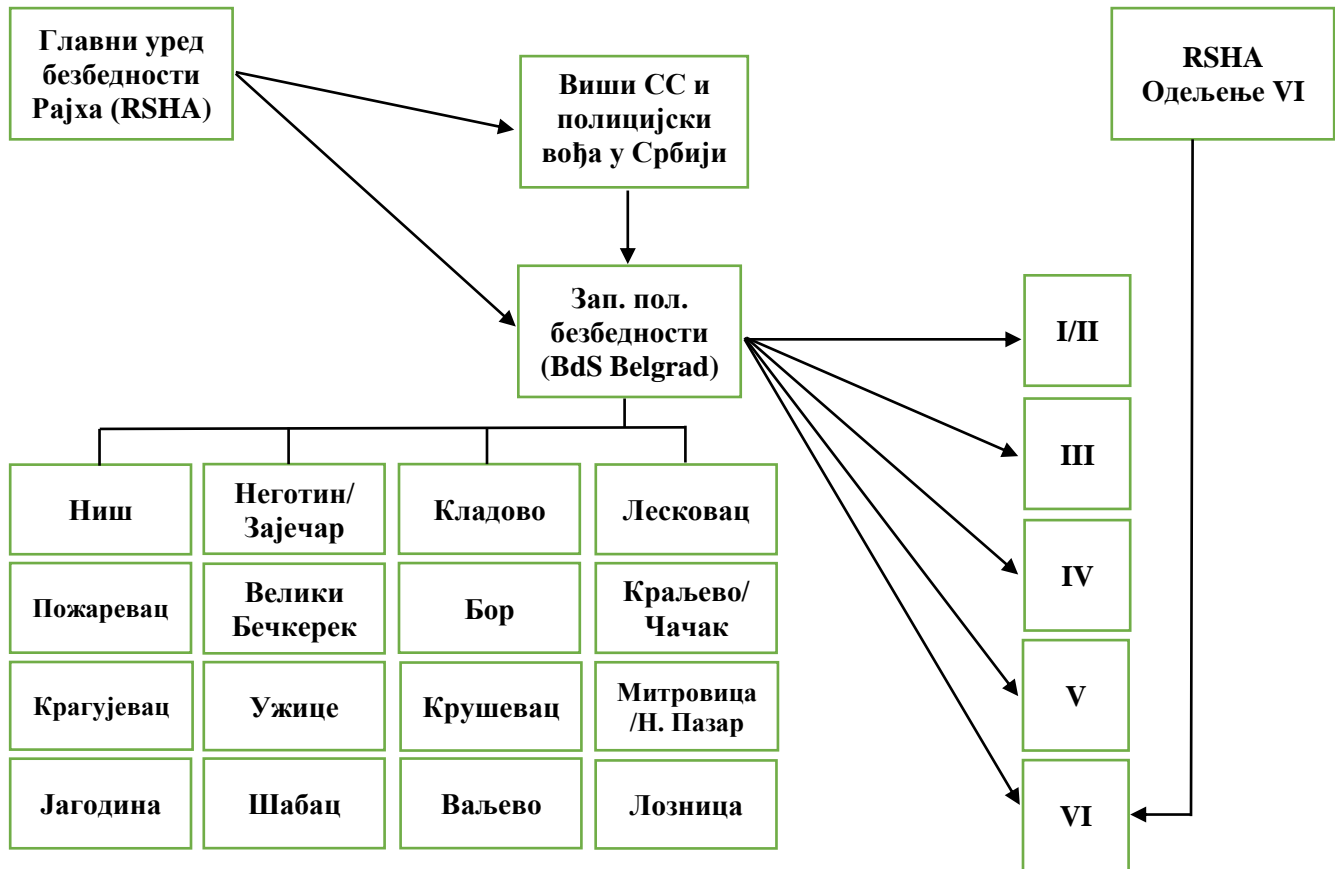 Главни уред
безбедности
Рајха (RSHA)
Виши СС и
полицијски
вођа у Србији
RSHA
Одељење VI
Зап. пол.
безбедности
(BdS Belgrad)
I/II
III
IV
V
VI
Ниш
Неготин/
Зајечар
Кладово
Лесковац
Пожаревац
Велики
Бечкерек
Бор
Краљево/
Чачак
Крагујевац
Ужице
Крушевац
Митровица
/Н. Пазар
Јагодина
Шабац
Ваљево
Лозница